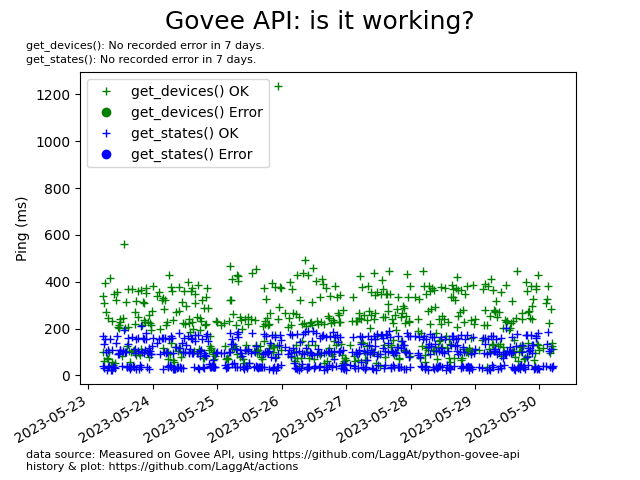 Govee API: is it working?
get_devices(): No recorded error in 7 days.
get_states(): No recorded error in 7 days.
get_devices() OK
get_devices() Error
get_states() OK
get_states() Error
Ping (ms)
1200
1000
800
600
400
200
0
2023-05-23
2023-05-24
2023-05-25
2023-05-26
2023-05-27
2023-05-28
2023-05-29
2023-05-30
data source: Measured on Govee API, using https://github.com/LaggAt/python-govee-api
history & plot: https://github.com/LaggAt/actions